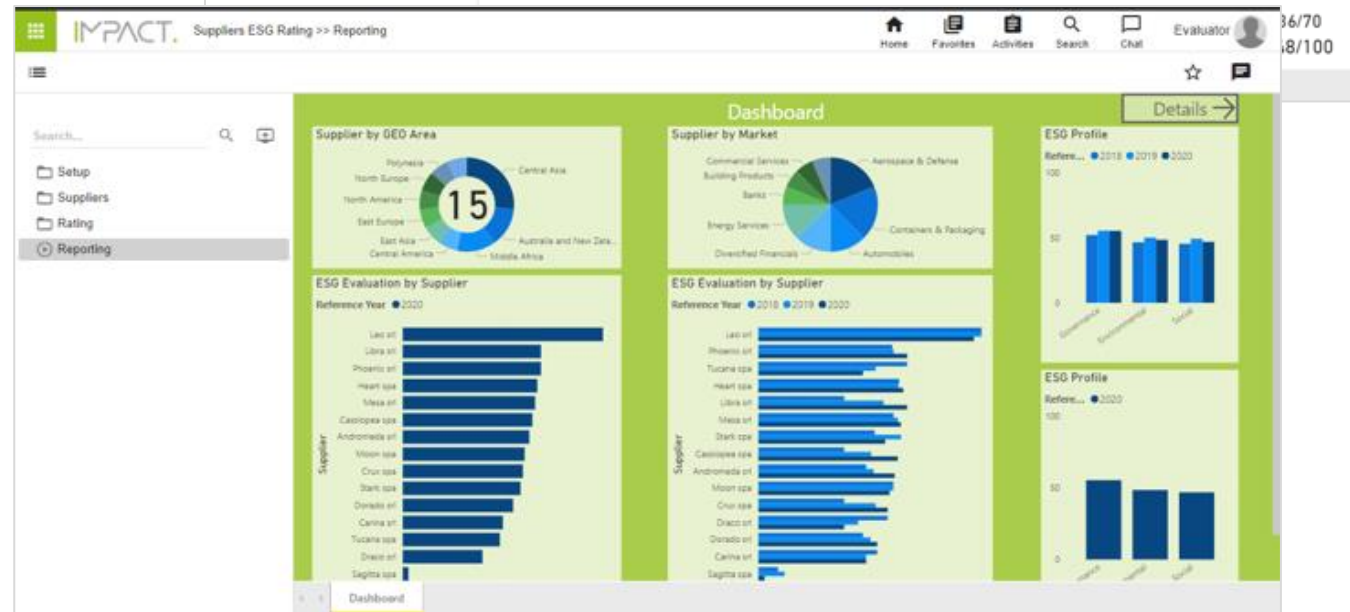 IMPACT.
Suppliers ESG Rating >> Reporting
Home
Favorites
Activities
Search
Chat
Evaluator
36/70
48/100
Search...
Setup
Suppliers
Rating
Reporting
Dashboard
Details
Supplier by GEO Area
Polynesia
North Europe
North America
East Europe
East Asia
Central America
Central Asia
Australia and New Zela...
Middle Africa
15
Supplier by Market
Commercial Services
Building Products
Banks
Energy Services
Diversified Financials
Aerospace & Defense
Containers & Packaging
Automobiles
ESG Profile
Refere... 2018 2019 2020
100
50
0
Governance
Environmental
Social
ESG Evaluation by Supplier
Reference Year 2020
Supplier
Leo srl
Libra srl
Phoenix srl
Heart spa
Mesa srl
Cassiopea spa
Andromeda srl
Moon spa
Crux spa
Stark spa
Dorado srl
Carina srl
Tucana spa
Draco srl
Sagitta spa
ESG Evaluation by Supplier
Reference Year 2018 2019 2020
Supplier
Leo srl
Phoenix srl
Tucana spa
Heart spa
Libra srl
Mesa srl
Stark spa
Cassiopea spa
Andromeda srl
Moon spa
Crux spa
Draco srl
Dorado srl
Carina srl
Sagitta spa
ESG Profile
Refere... 2020
100
50
0
Social
Dashboard